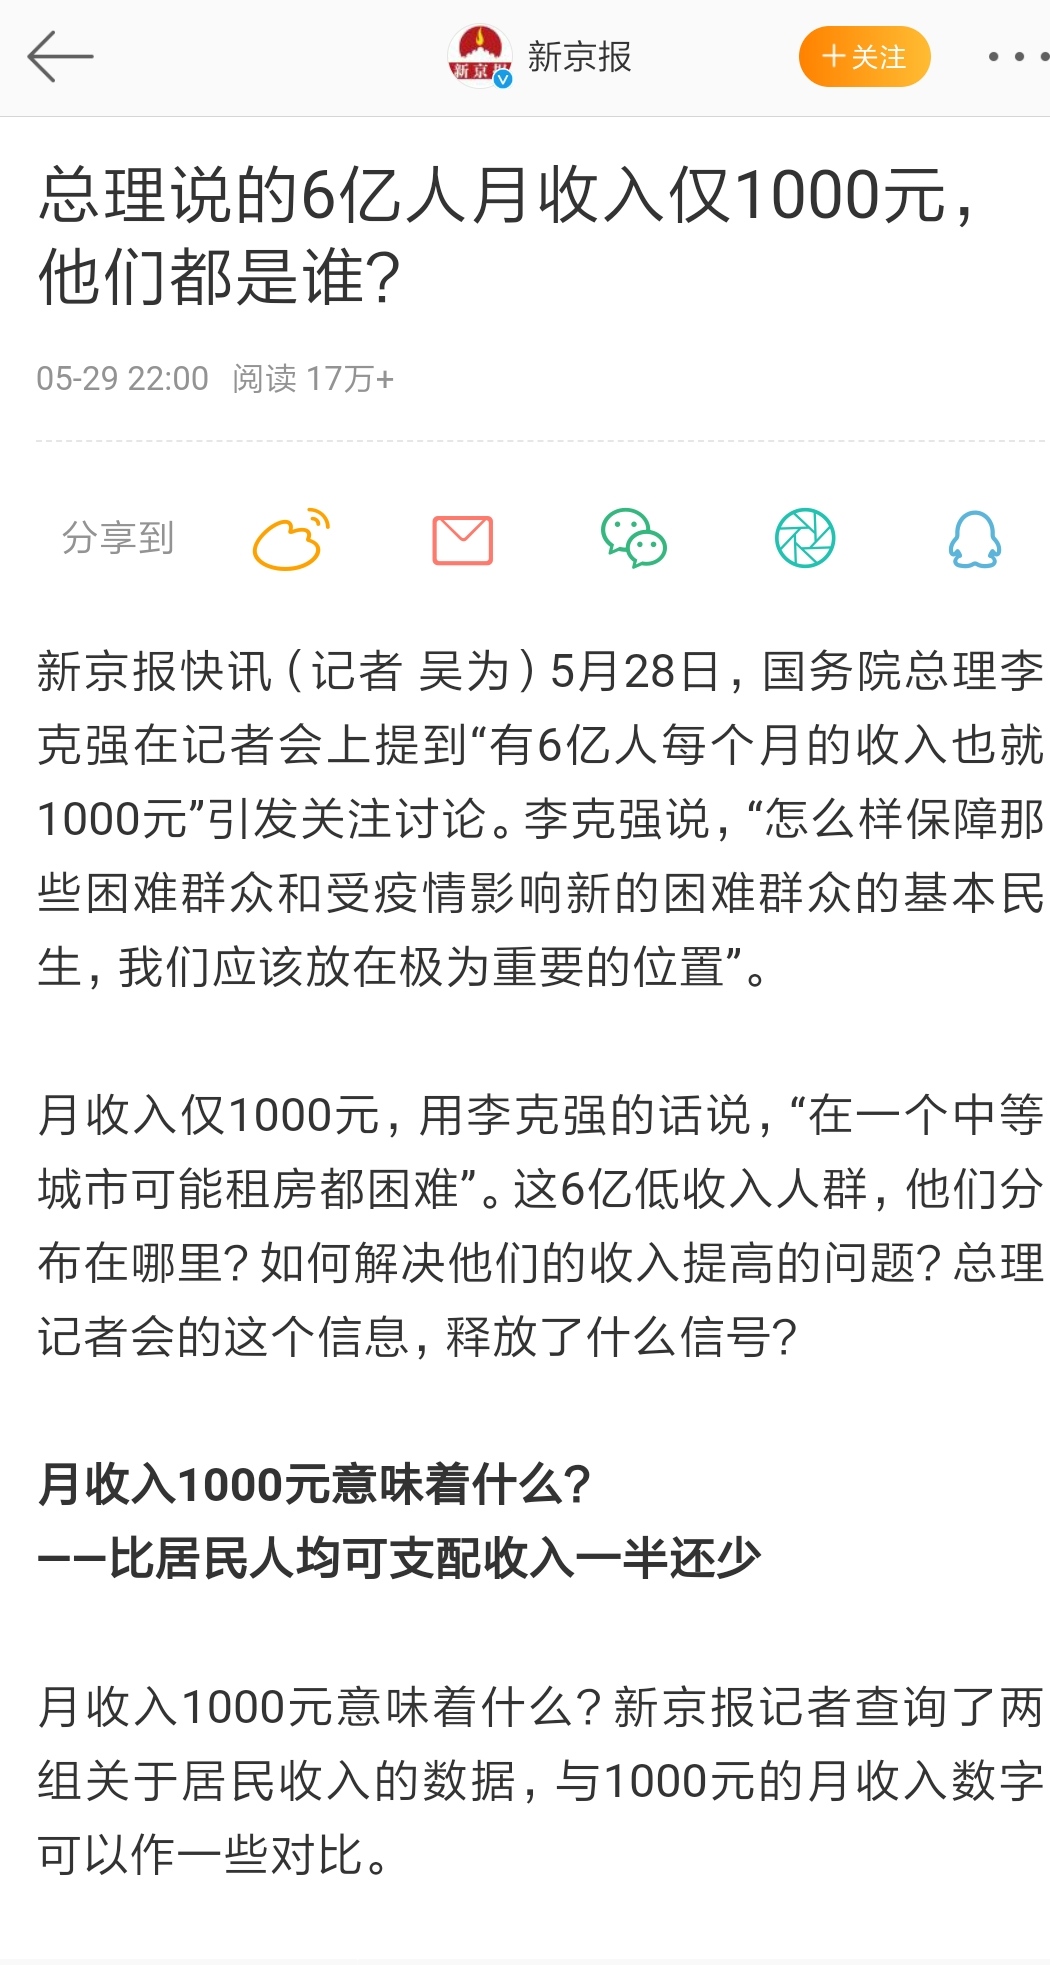 新京报
新京报
+关注
总理说的6亿人月收入仅1000元，
他们都是谁？
05-29 22:00 阅读 17万+
分享到
新京报快讯（记者 吴为）5月28日，国务院总理李
克强在记者会上提到“有6亿人每个月的收入也就
1000元”引发关注讨论。李克强说，“怎么样保障那
些困难群众和受疫情影响新的困难群众的基本民
生，我们应该放在极为重要的位置”。
月收入仅1000元，用李克强的话说，“在一个中等
城市可能租房都困难”。这6亿低收入人群，他们分
布在哪里？如何解决他们的收入提高的问题？总理
记者会的这个信息，释放了什么信号？
月收入1000元意味着什么？
——比居民人均可支配收入一半还少
月收入1000元意味着什么？新京报记者查询了两
组关于居民收入的数据，与1000元的月收入数字
可以作一些对比。